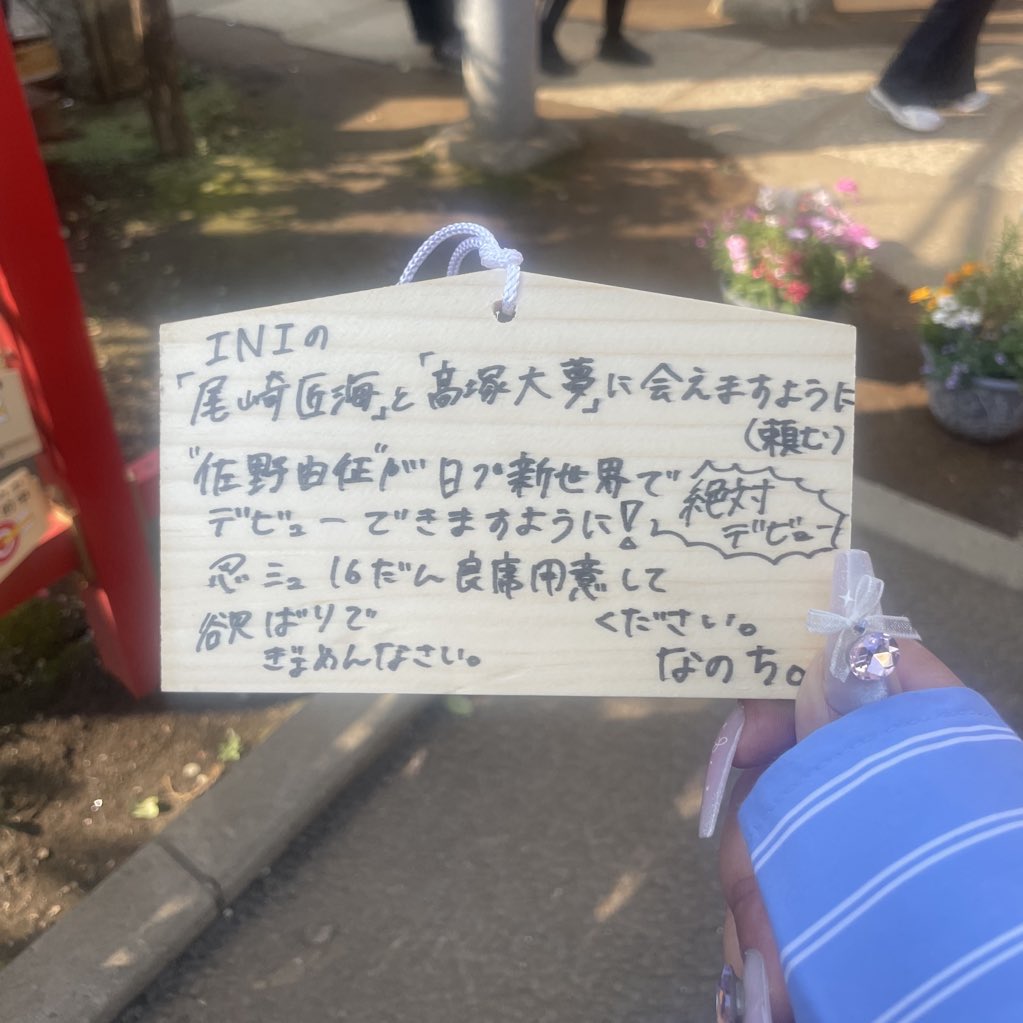 INIの
「尾崎匠海」と「髙塚大夢」に会えますように
(頼む)
"佐野由征"が日プ新世界で
デビューできますように!
絶対
デビュー
忍ミュ16だん良席用意して
ください。
欲ばりで
ごめんなさい。
なのち。